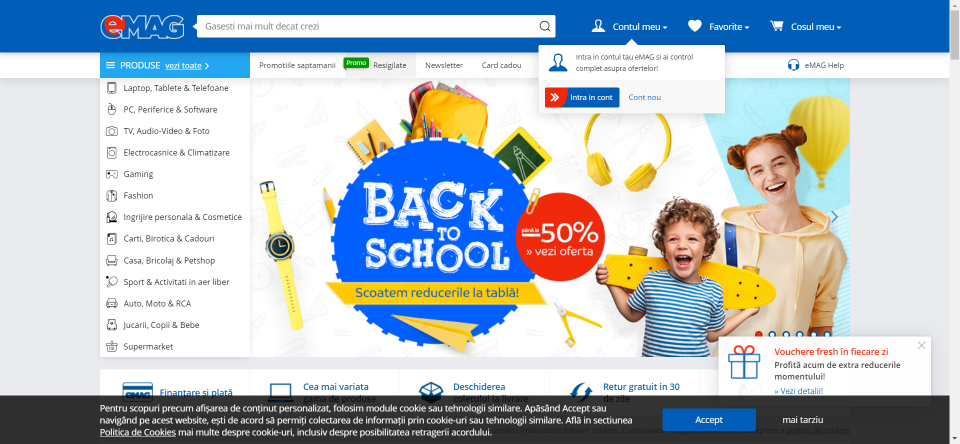 eMAG
Gasesti mai mult decat crezi
Contul meu
Favorite
Cosul meu
PRODUSE vezi toate
Promotiile saptamanii
Promo
Resigilate
Newsletter
Card cadou
eMAG Help
Intra in contul tau eMAG si ai control
complet asupra ofertelor!
Intra in cont
Cont nou
Laptop, Tablete & Telefoane
PC, Periferice & Software
TV, Audio-Video & Foto
Electrocasnice & Climatizare
Gaming
Fashion
Ingrijire personala & Cosmetice
Carti, Birotica & Cadouri
Casa, Bricolaj & Petshop
Sport & Activitati in aer liber
Auto, Moto & RCA
Jucarii, Copii & Bebe
Supermarket
BACK
TO
SCHOOL
Scoatem reducerile la tablă!
până la
-50%
» vezi oferta
Vouchere fresh în fiecare zi
Profită acum de extra reducerile
momentului!
» Vezi detalii!
eMAG
Finantare si plată
Cea mai variata
gama de produse
Deschiderea
coletului la livrare
Retur gratuit in 30
de zile
Pentru scopuri precum afișarea de conținut personalizat, folosim module cookie sau tehnologii similare. Apăsând Accept sau
navigând pe acest website, ești de acord să permiți colectarea de informații prin cookie-uri sau tehnologii similare. Află in sectiunea
Politica de Cookies mai multe despre cookie-uri, inclusiv despre posibilitatea retragerii acordului.
Accept
mai tarziu